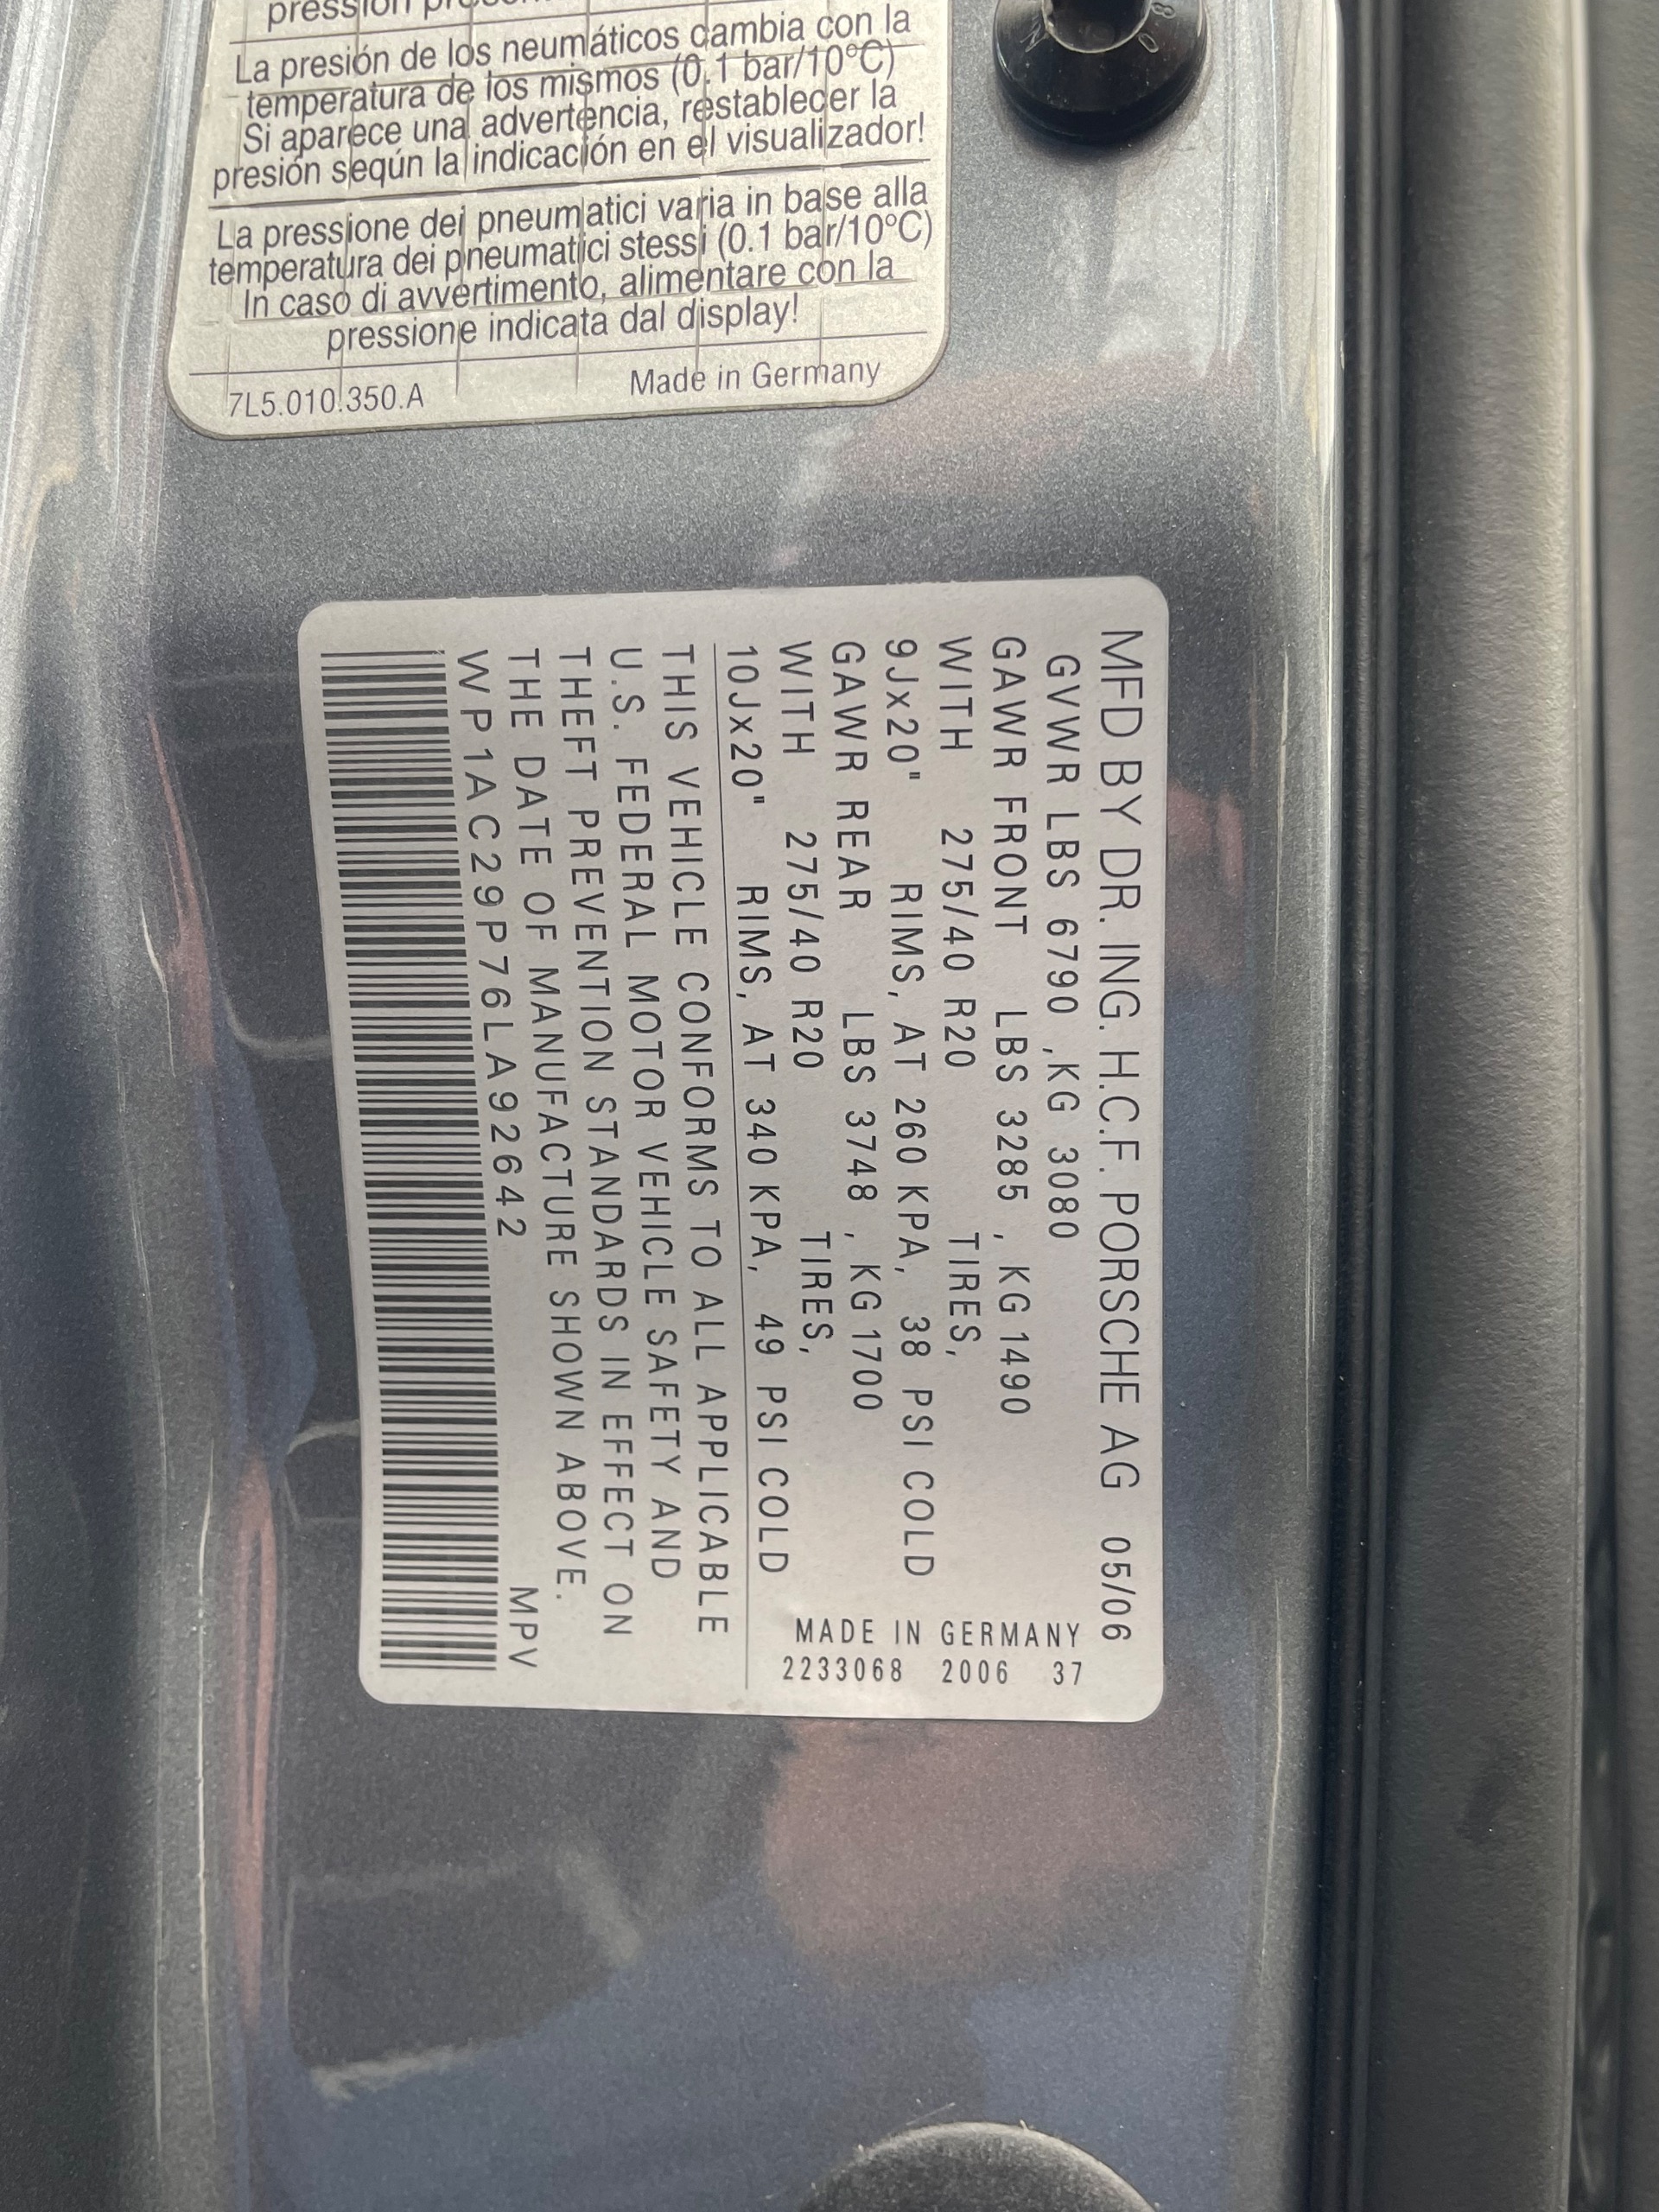 La presión de los neumáticos cambia con la
temperatura de los mismos (0.1 bar/10°C)
Si aparece una advertencia, restablecer la
presión seqún la indicación en el visualizador!
La pressione dei pneumatici varia in base alla
temperatura dei pneumatici stessi (0.1 bar/10°C)
In caso di avvertimento, alimentare con la
pressione indicata dal display!
7L5.010.350.A Made in Germany
MFD BY DR. ING. H.C.F. PORSCHE AG 05/06
GVWR LBS 6790 ,KG 3080
GAWR FRONT LBS 3285 , KG 1490
WITH 275/40 R20 TIRES,
9Jx20" RIMS, AT 260 KPA, 38 PSI COLD
GAWR REAR LBS 3748 , KG 1700
WITH 275/40 R20 TIRES,
10Jx20" RIMS, AT 340 KPA, 49 PSI COLD
MADE IN GERMANY
2233068 2006 37
THIS VEHICLE CONFORMS TO ALL APPLICABLE
U.S. FEDERAL MOTOR VEHICLE SAFETY AND
THEFT PREVENTION STANDARDS IN EFFECT ON
THE DATE OF MANUFACTURE SHOWN ABOVE.
WP1AC29P76LA92642 MPV